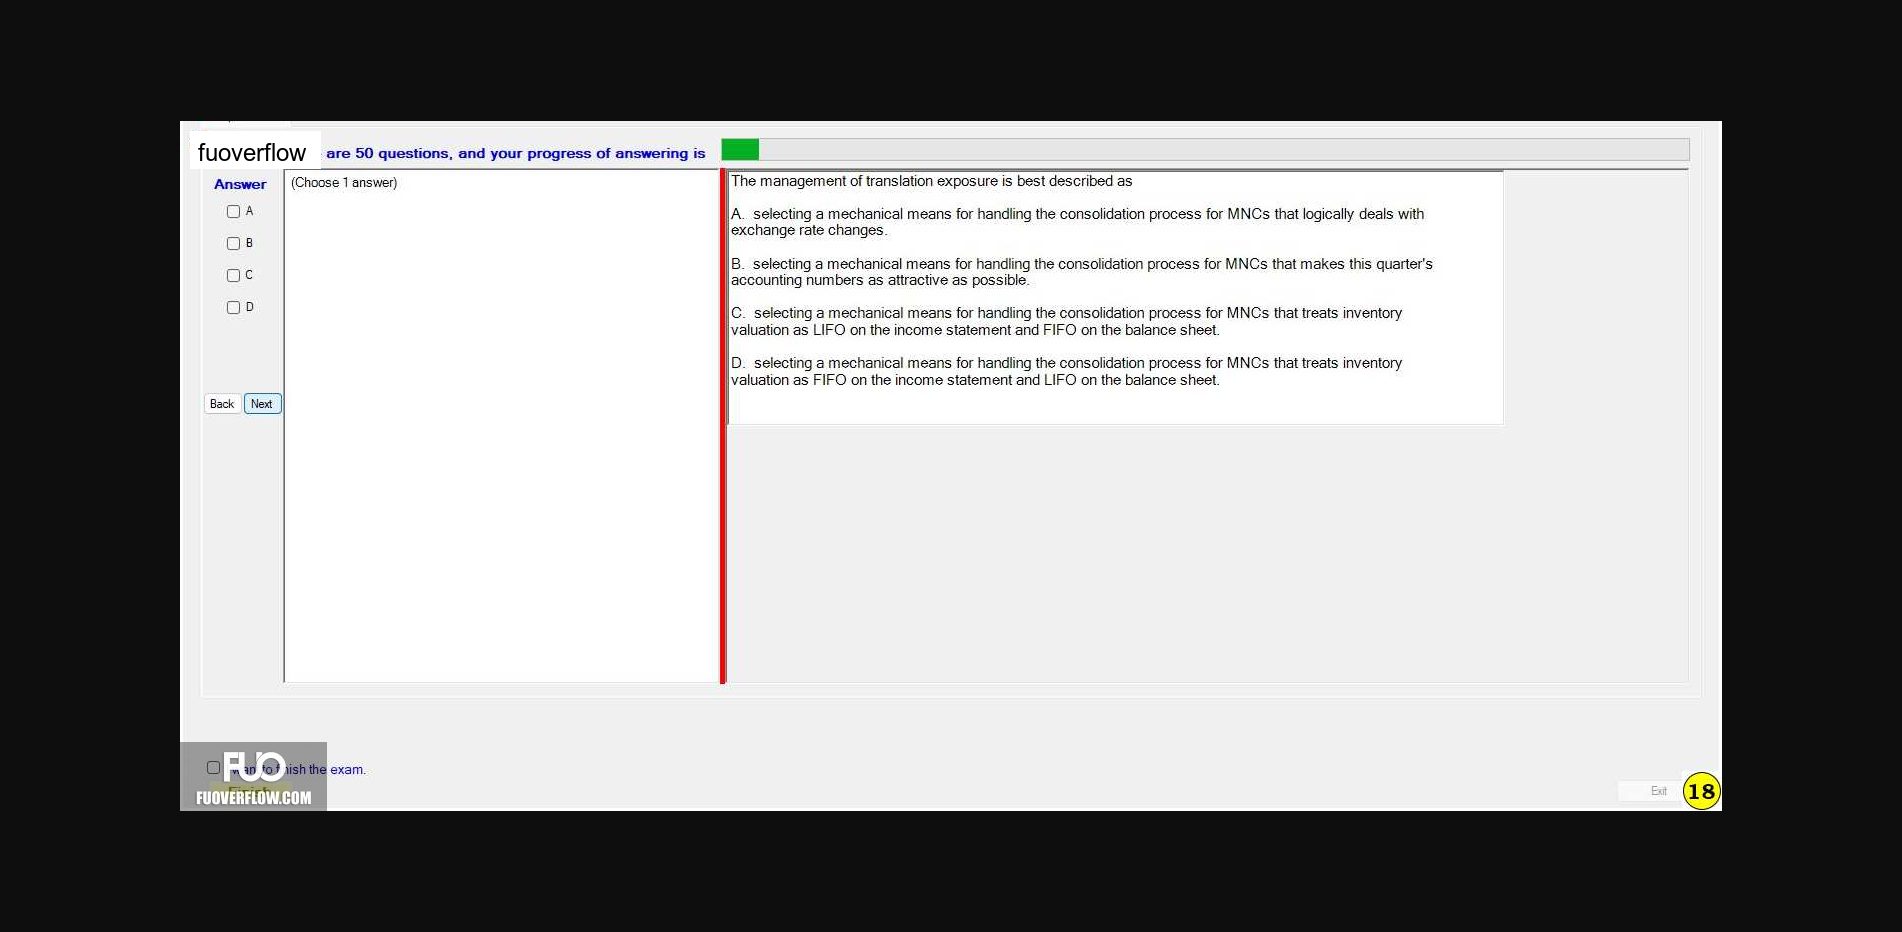 fuoverflow are 50 questions, and your progress of answering is
Answer
(Choose 1 answer)
A
B
C
D
Back Next
The management of translation exposure is best described as
A. selecting a mechanical means for handling the consolidation process for MNCs that logically deals with
exchange rate changes.
B. selecting a mechanical means for handling the consolidation process for MNCs that makes this quarter's
accounting numbers as attractive as possible.
C. selecting a mechanical means for handling the consolidation process for MNCs that treats inventory
valuation as LIFO on the income statement and FIFO on the balance sheet.
D. selecting a mechanical means for handling the consolidation process for MNCs that treats inventory
valuation as FIFO on the income statement and LIFO on the balance sheet.
FUO
want to finish the exam.
Finish
FUOVERFLOW.COM
Exit
18